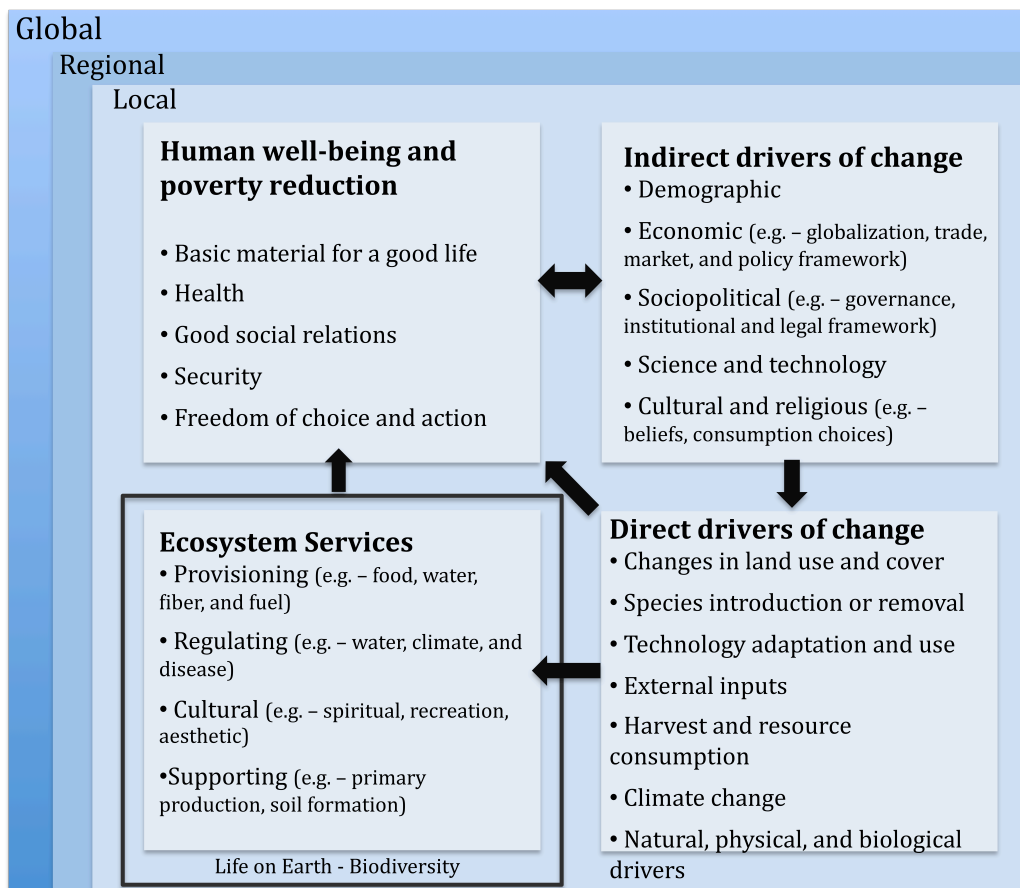 Global
Regional
Local
Human well-being and
poverty reduction
• Basic material for a good life
• Health
• Good social relations
• Security
• Freedom of choice and action
Indirect drivers of change
• Demographic
• Economic (e.g. – globalization, trade,
market, and policy framework)
• Sociopolitical (e.g. – governance,
institutional and legal framework)
• Science and technology
• Cultural and religious (e.g. –
beliefs, consumption choices)
Ecosystem Services
• Provisioning (e.g. – food, water,
fiber, and fuel)
• Regulating (e.g. – water, climate, and
disease)
• Cultural (e.g. – spiritual, recreation,
aesthetic)
•Supporting (e.g. – primary
production, soil formation)
Life on Earth - Biodiversity
Direct drivers of change
• Changes in land use and cover
• Species introduction or removal
• Technology adaptation and use
• External inputs
• Harvest and resource
consumption
• Climate change
• Natural, physical, and biological
drivers